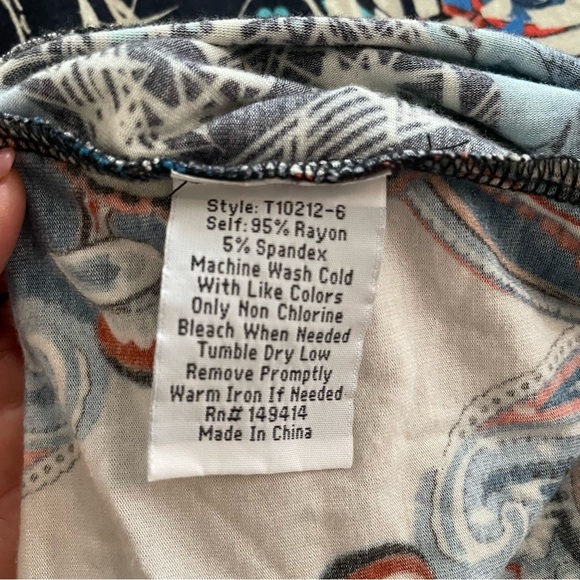 Style: T10212-6
Self: 95% Rayon
5% Spandex
Machine Wash Cold
With Like Colors
Only Non Chlorine
Bleach When Needed
Tumble Dry Low
Remove Promptly
Warm Iron If Needed
Rn# 149414
Made In China